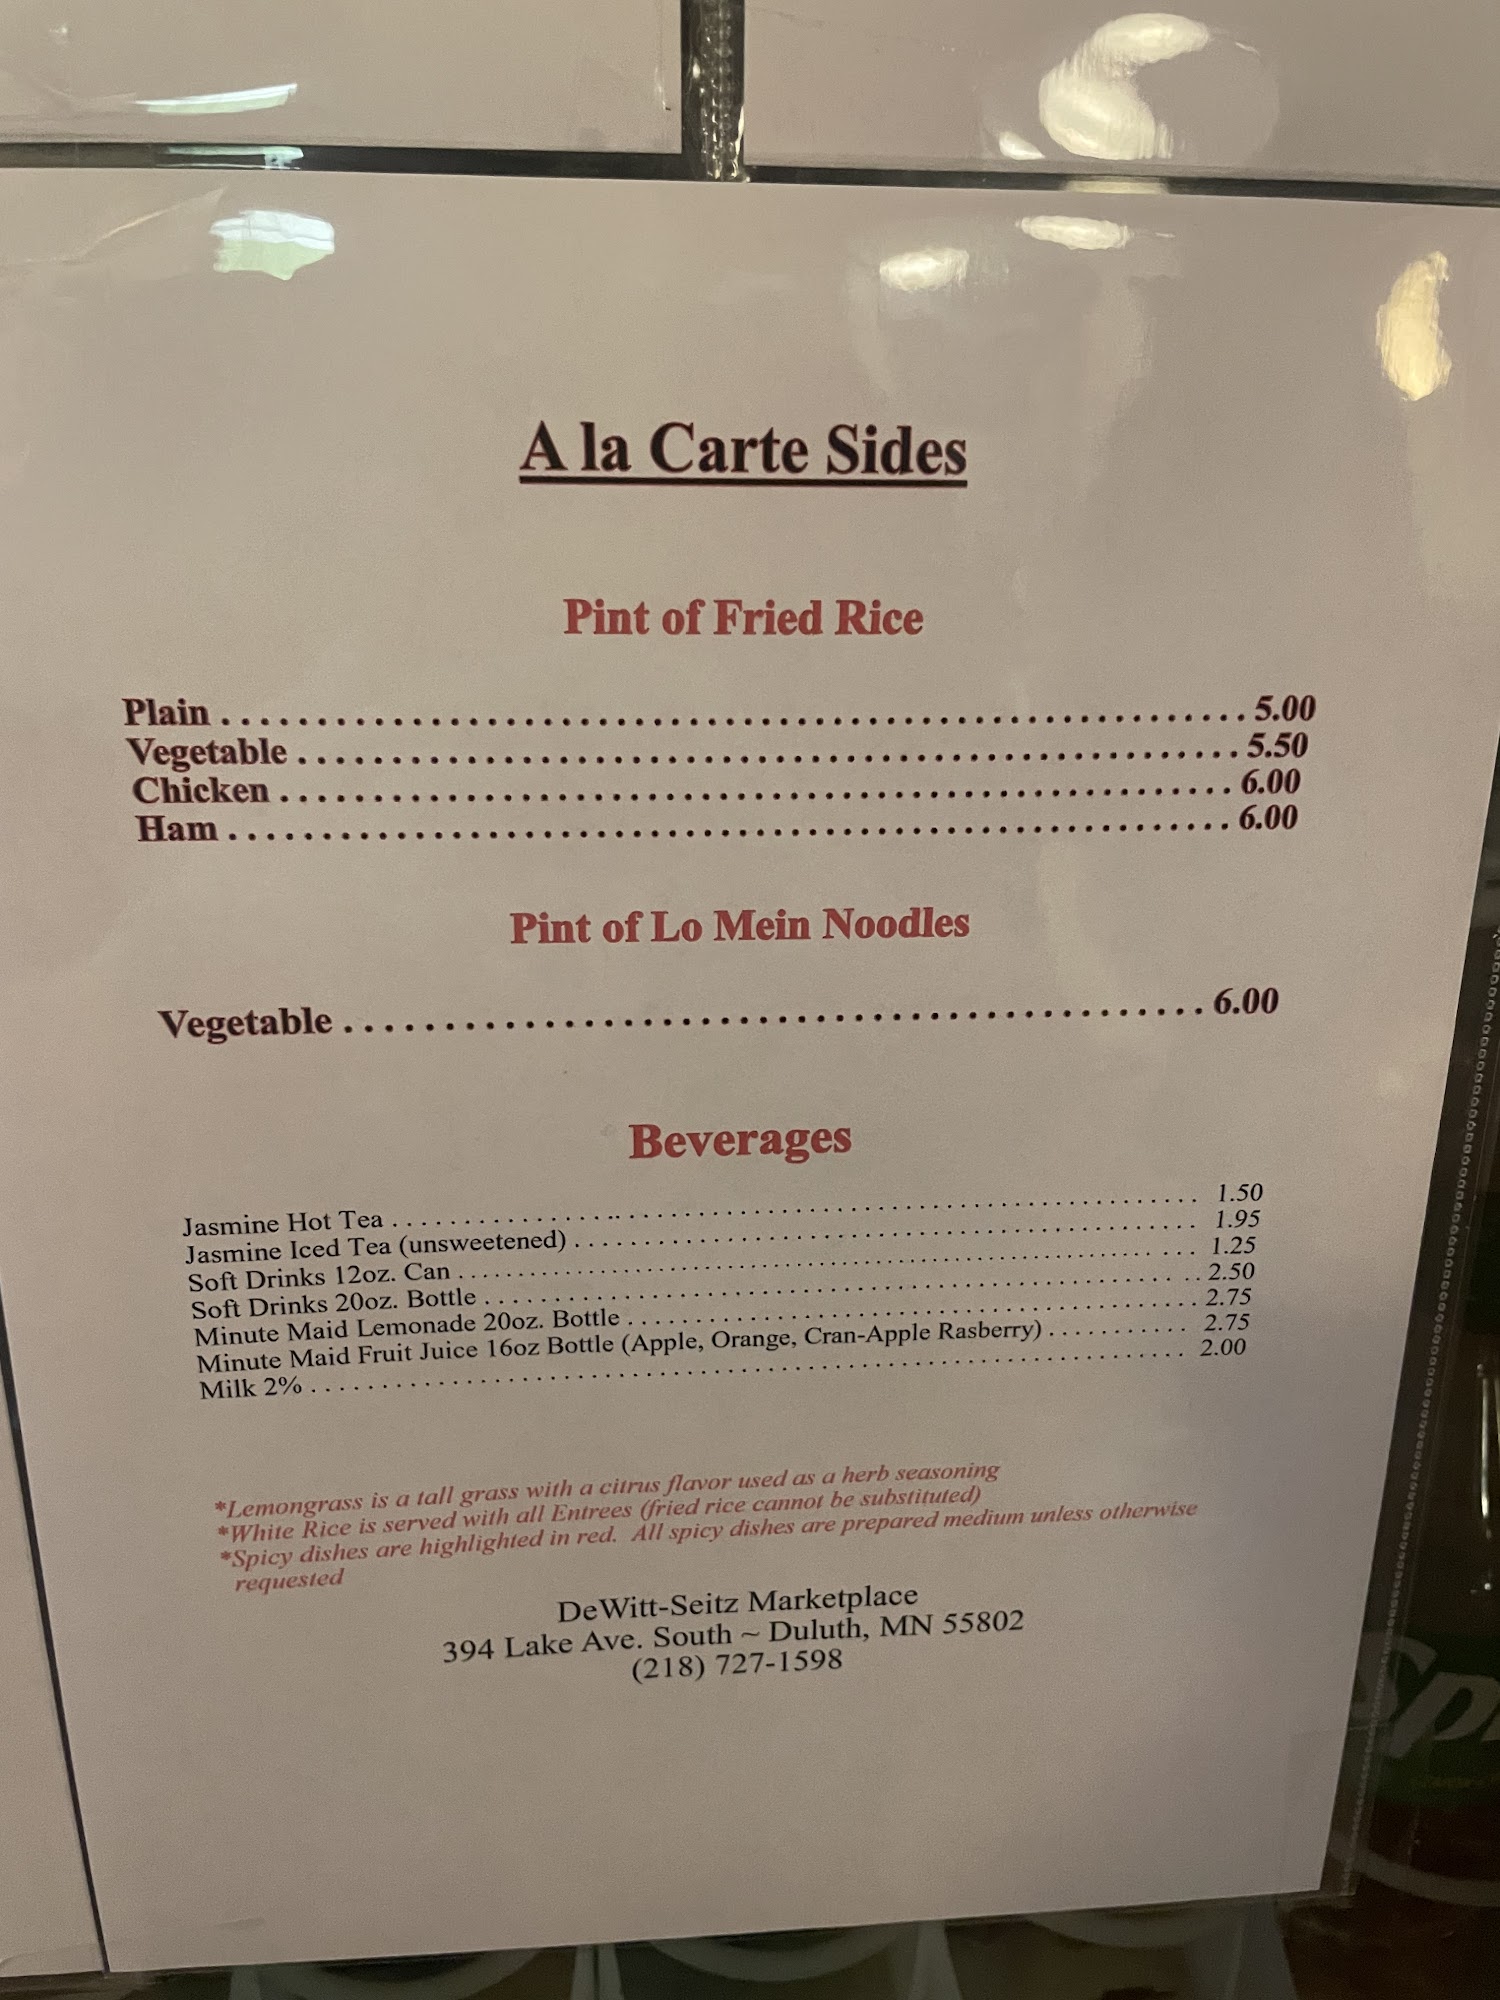 A la Carte Sides
Pint of Fried Rice
Plain . . . . . . . . . . . . . . . . . . . . . . . . . . . . . . . . . . . . . . . . . . . . . . . . . . . . . . 5.00
Vegetable . . . . . . . . . . . . . . . . . . . . . . . . . . . . . . . . . . . . . . . . . . . . . . . . . . 5.50
Chicken . . . . . . . . . . . . . . . . . . . . . . . . . . . . . . . . . . . . . . . . . . . . . . . . . . . 6.00
Ham . . . . . . . . . . . . . . . . . . . . . . . . . . . . . . . . . . . . . . . . . . . . . . . . . . . . . 6.00
Pint of Lo Mein Noodles
Vegetable . . . . . . . . . . . . . . . . . . . . . . . . . . . . . . . . . . . . . . . . . . 6.00
Beverages
Jasmine Hot Tea . . . . . . . . . . . . . . . . . . . . . . . . . . . . . . . . . . . . . . . . . . . . . . . . . . . . . . 1.50
Jasmine Iced Tea (unsweetened) . . . . . . . . . . . . . . . . . . . . . . . . . . . . . . . . . . . . . . . . . . 1.95
Soft Drinks 12oz. Can . . . . . . . . . . . . . . . . . . . . . . . . . . . . . . . . . . . . . . . . . . . . . . . . . . 1.25
Soft Drinks 20oz. Bottle . . . . . . . . . . . . . . . . . . . . . . . . . . . . . . . . . . . . . . . . . . . . . . . . 2.50
Minute Maid Lemonade 20oz. Bottle . . . . . . . . . . . . . . . . . . . . . . . . . . . . . . . . . . . . . . 2.75
Minute Maid Fruit Juice 16oz Bottle (Apple, Orange, Cran-Apple Rasberry) . . . . . . . . . . 2.75
Milk 2% . . . . . . . . . . . . . . . . . . . . . . . . . . . . . . . . . . . . . . . . . . . . . . . . . . . . . . . . . . . 2.00
*Lemongrass is a tall grass with a citrus flavor used as a herb seasoning
*White Rice is served with all Entrees (fried rice cannot be substituted)
*Spicy dishes are highlighted in red. All spicy dishes are prepared medium unless otherwise
requested
DeWitt-Seitz Marketplace
394 Lake Ave. South ~ Duluth, MN 55802
(218) 727-1598